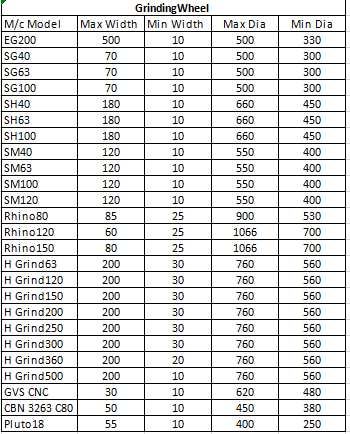 GrindingWheel
M/c Model Max Width Min Width Max Dia Min Dia
EG200 500 10 500 330
SG40 70 10 500 300
SG63 70 10 500 300
SG100 70 10 500 300
SH40 180 10 660 450
SH63 180 10 660 450
SH100 180 10 660 450
SM40 120 10 550 400
SM63 120 10 550 400
SM100 120 10 550 400
SM120 120 10 550 400
Rhino80 85 25 900 530
Rhino120 60 25 1066 700
Rhino150 80 25 1066 700
H Grind63 200 30 760 560
H Grind120 200 30 760 560
H Grind150 200 30 760 560
H Grind200 200 30 760 560
H Grind250 200 30 760 560
H Grind300 200 30 760 560
H Grind360 200 20 760 560
H Grind500 200 10 760 560
GVS CNC 30 10 620 480
CBN 3263 C80 50 10 450 380
Pluto18 55 10 400 250